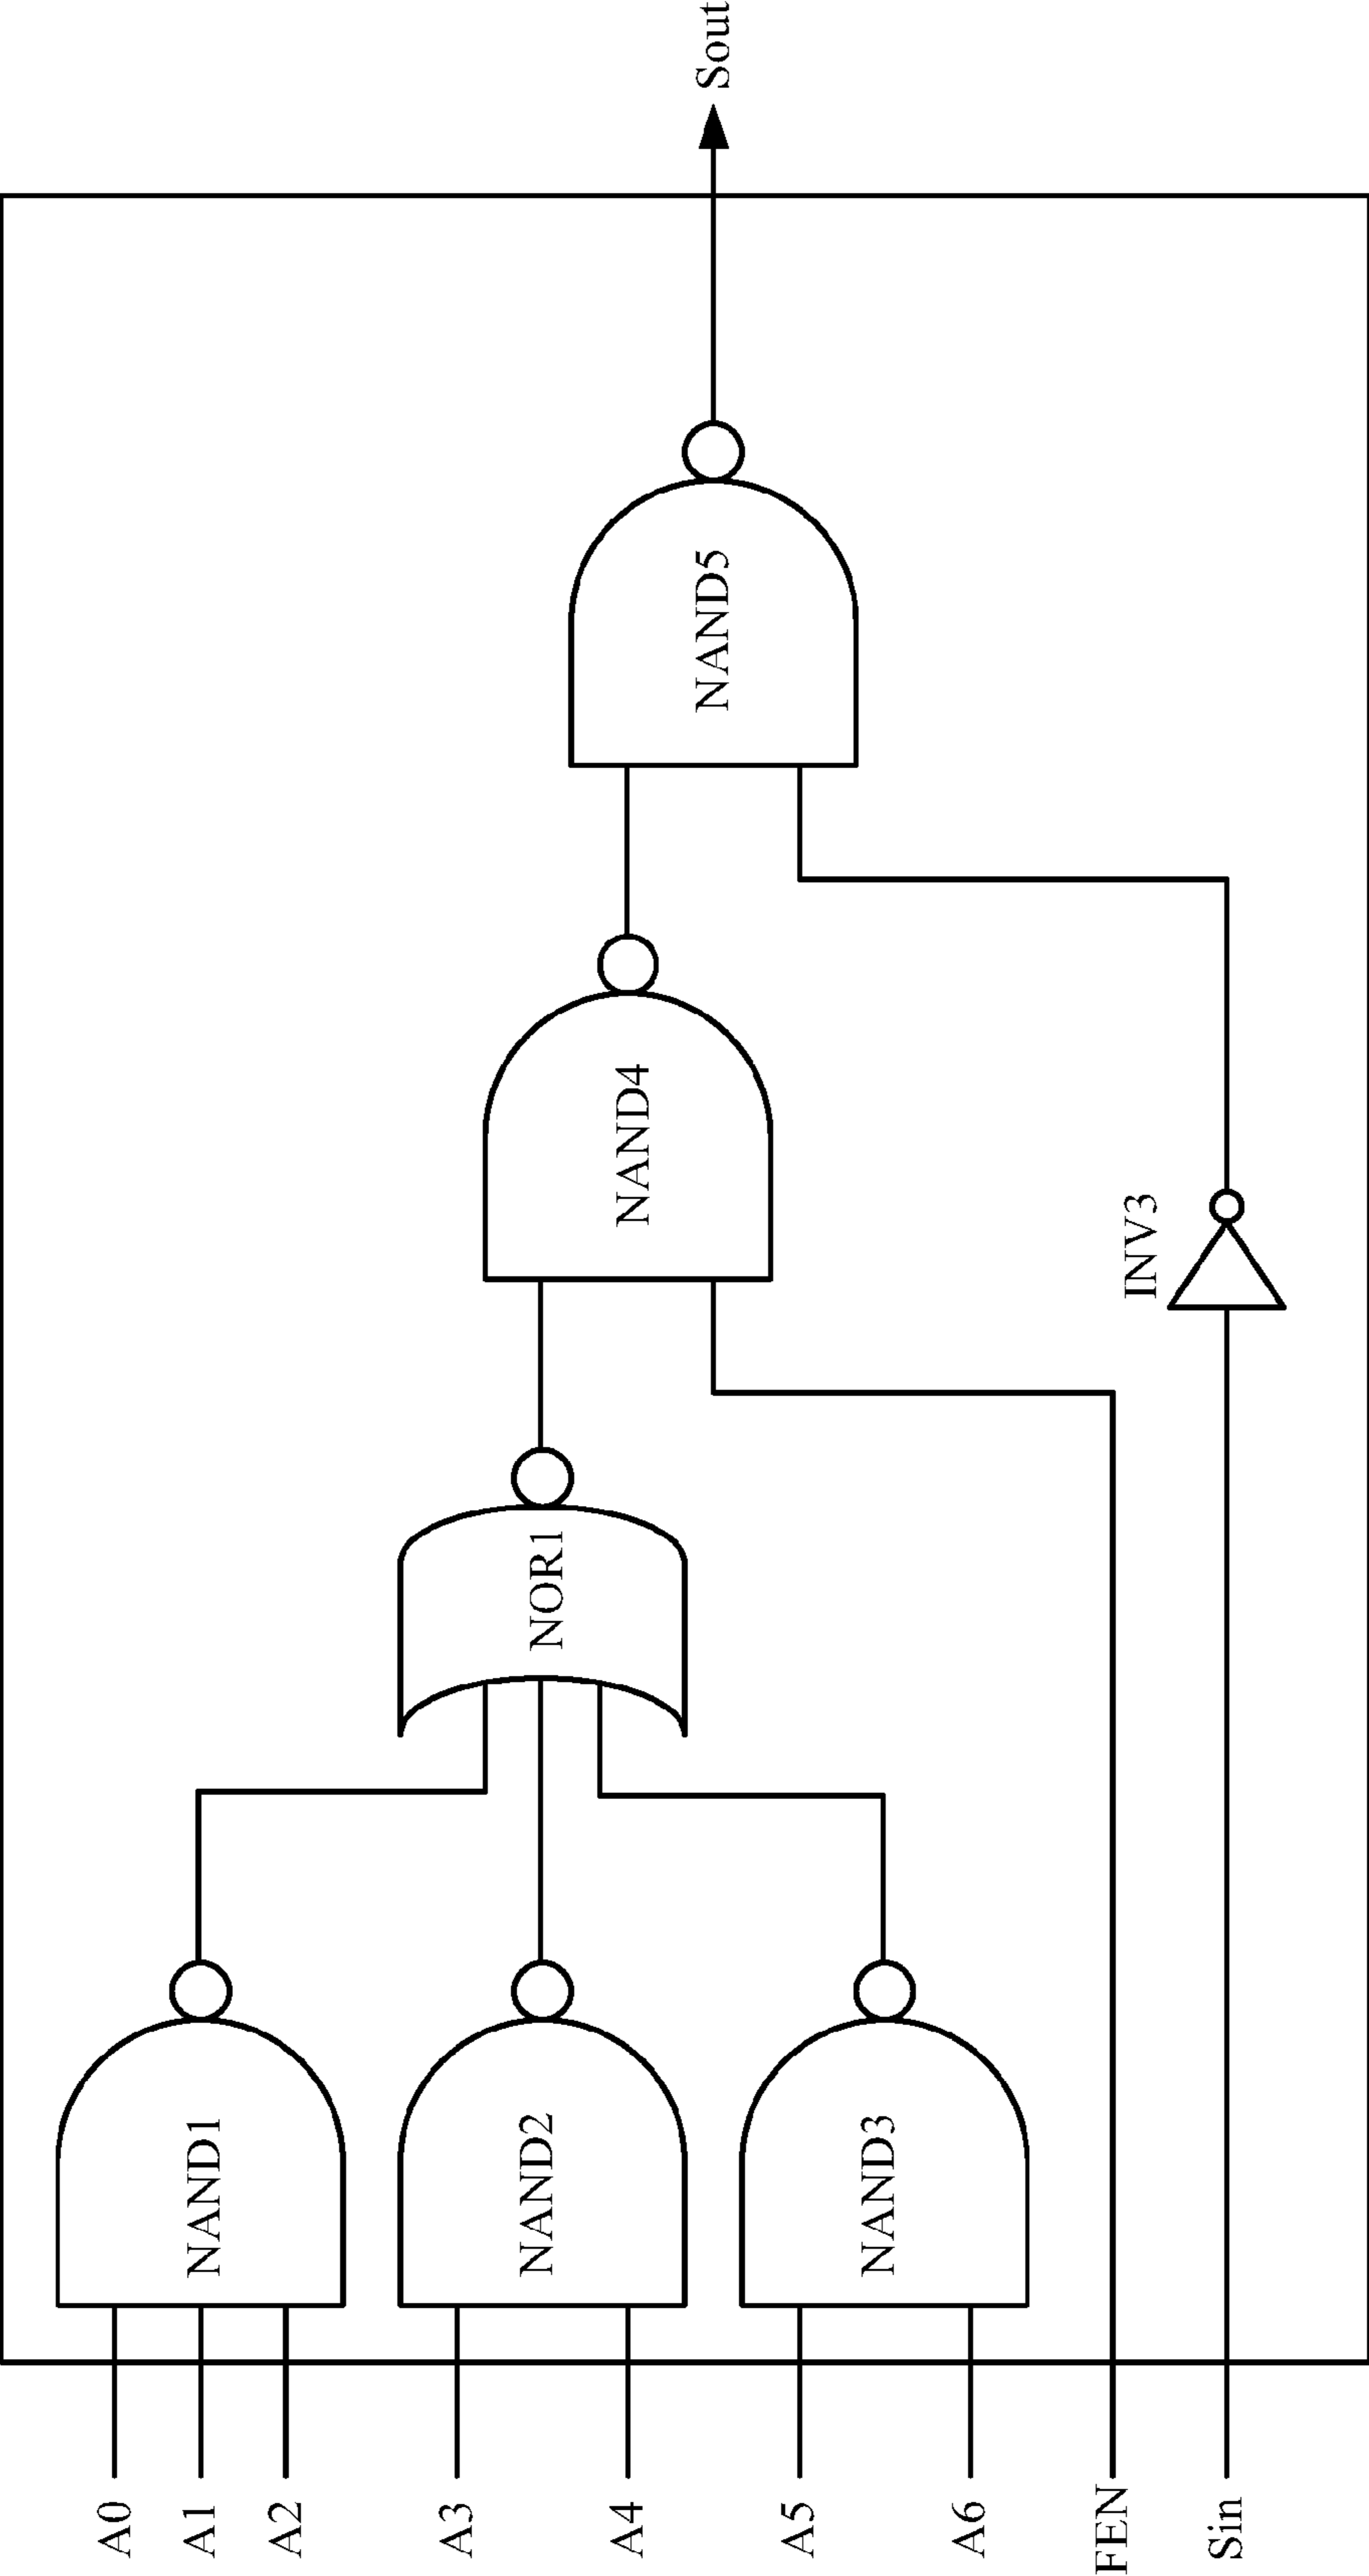 A0
A1
A2
A3
A4
A5
A6
FEN
Sin
NAND1
NAND2
NAND3
NOR1
NAND4
INV3
NAND5
Sout